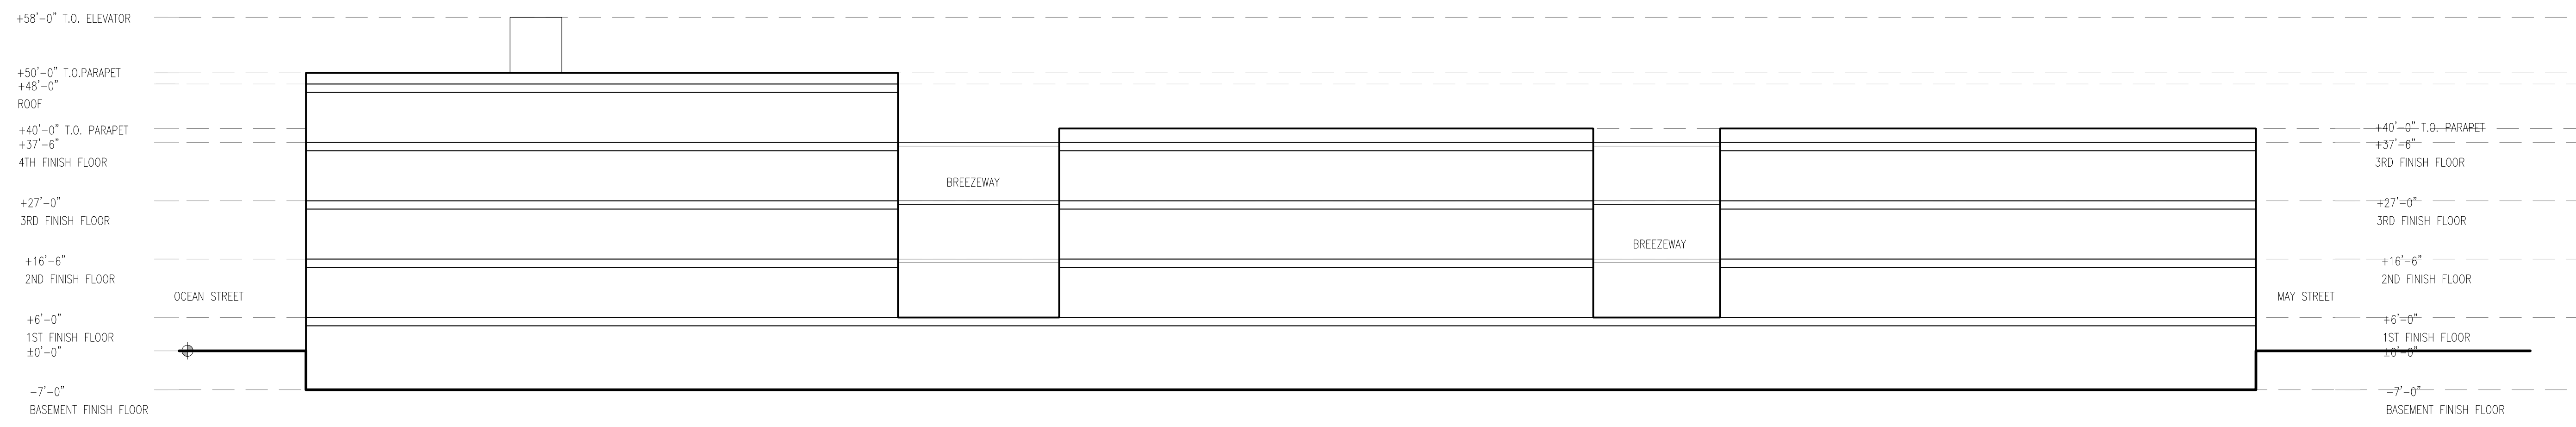 +58'-0" T.O. ELEVATOR
+50'-0" T.O.PARAPET
+48'-0"
ROOF
+40'-0" T.O. PARAPET
+37'-6"
4TH FINISH FLOOR
+27'-0"
3RD FINISH FLOOR
+16'-6"
2ND FINISH FLOOR
OCEAN STREET
+6'-0"
1ST FINISH FLOOR
±0'-0"
-7'-0"
BASEMENT FINISH FLOOR
BREEZEWAY
BREEZEWAY
+40'-0" T.O. PARAPET
+37'-6"
3RD FINISH FLOOR
+27'-0"
3RD FINISH FLOOR
+16'-6"
2ND FINISH FLOOR
MAY STREET
+6'-0"
1ST FINISH FLOOR
±0'-0"
-7'-0"
BASEMENT FINISH FLOOR